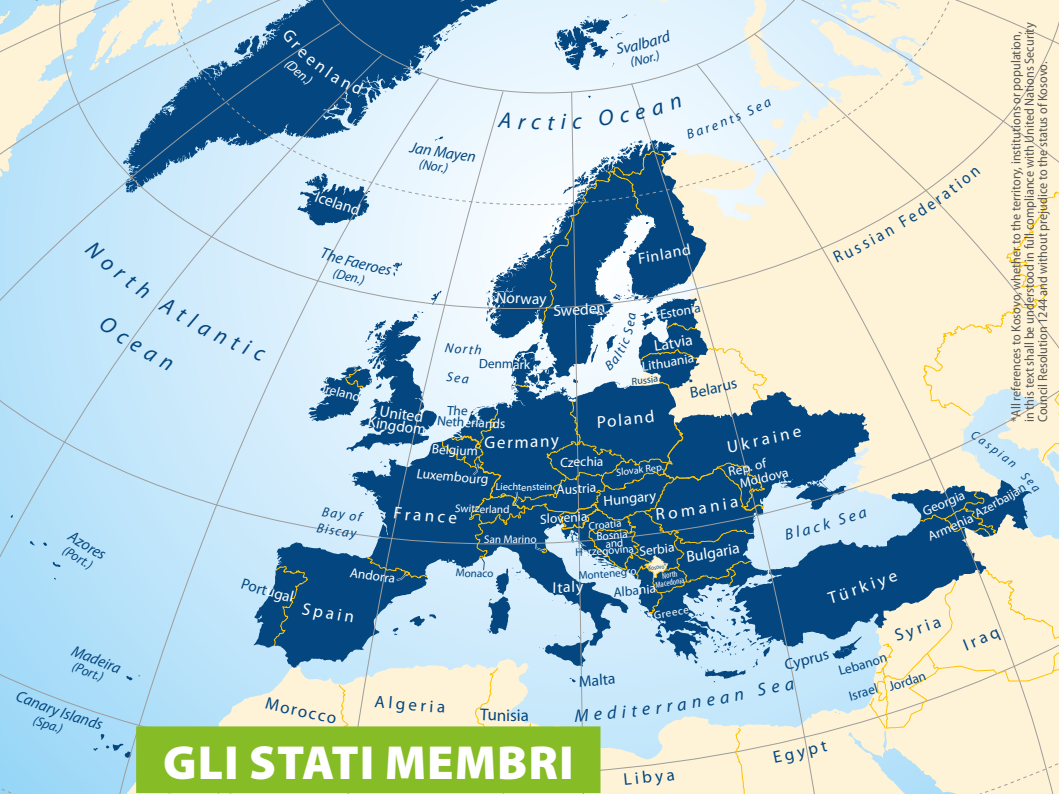 Greenland
(Den.)
Svalbard
(Nor.)
Arctic Ocean
Barents Sea
Jan Mayen
(Nor.)
Iceland
The Faeroes
(Den.)
North Atlantic
Ocean
Russian Federation
*All references to Kosovo, whether to the territory, institutions or population,
in this text shall be understood in full compliance with United Nations Security
Council Resolution 1244 and without prejudice to the status of Kosovo.
Norway
Sweden
Finland
Estonia
Latvia
Lithuania
Baltic Sea
Russia
Belarus
North
Sea
Denmark
Ireland
United
Kingdom
The
Netherlands
Belgium
Luxembourg
Germany
Poland
Czechia
Slovak Rep.
Ukraine
Rep. of
Moldova
Liechtenstein
Austria
Hungary
Romania
Switzerland
Slovenia
Croatia
Bosnia
and
Herzegovina
Serbia
Bulgaria
France
Bay of
Biscay
San Marino
Monaco
Andorra
Italy
Montenegro
Albania
North
Macedonia
Greece
Black Sea
Caspian Sea
Georgia
Armenia
Azerbaijan
Türkiye
Portugal
Spain
Azores
(Port.)
Madeira
(Port.)
Canary Islands
(Spa.)
Malta
Mediterranean Sea
Cyprus
Lebanon
Syria
Iraq
Israel
Jordan
Morocco
Algeria
Tunisia
Libya
Egypt
GLI STATI MEMBRI